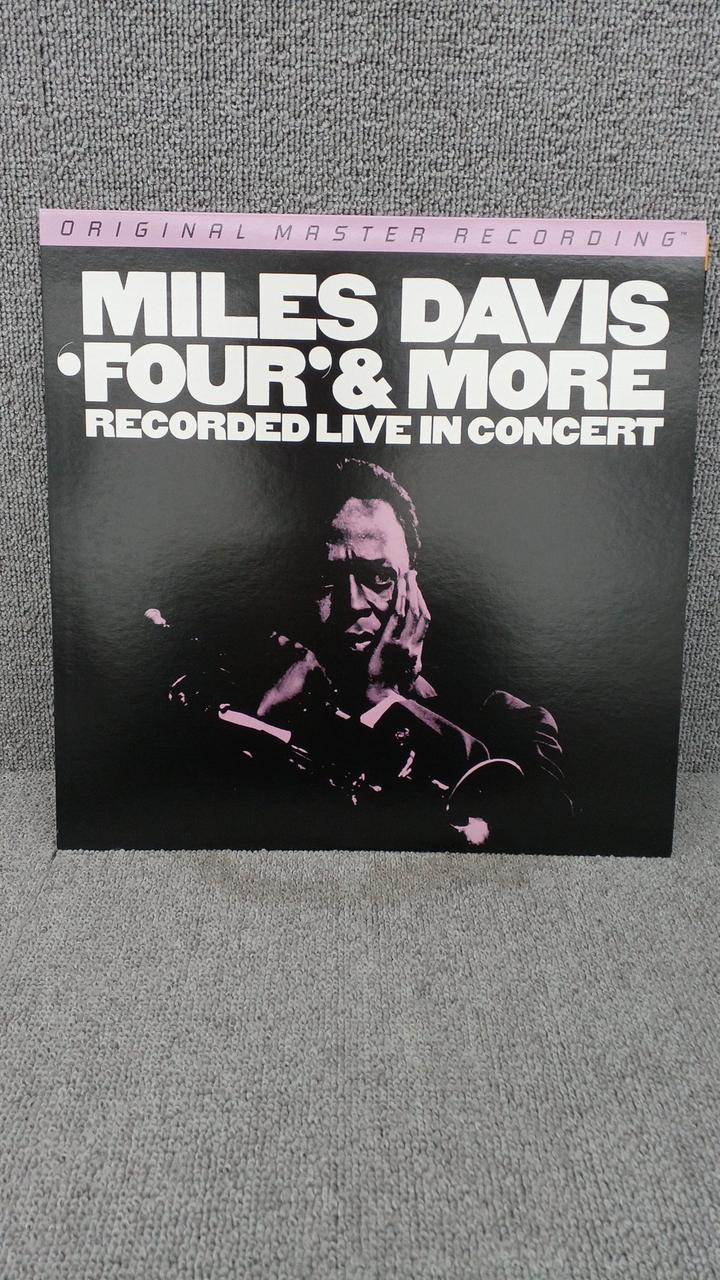 ORIGINAL MASTER RECORDING™
MILES DAVIS
‘FOUR’ & MORE
RECORDED LIVE IN CONCERT